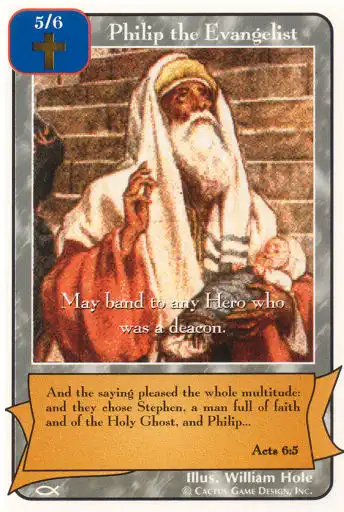 5/6
Philip the Evangelist
May band to any Hero who
was a deacon.
And the saying pleased the whole multitude:
and they chose Stephen, a man full of faith
and of the Holy Ghost, and Philip...
Acts 6:5
Illus. William Hole
© Cactus Game Design, Inc.